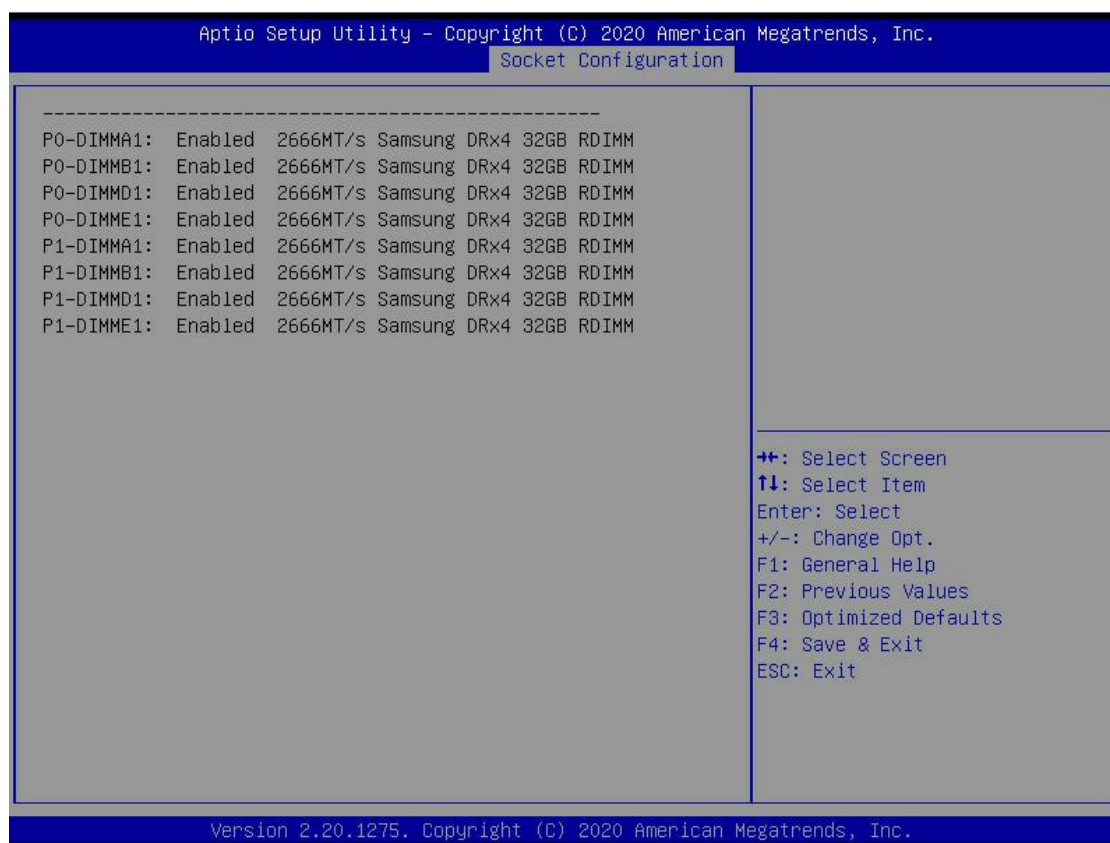 Aptio Setup Utility – Copyright (C) 2020 American Megatrends, Inc.
Socket Configuration
--------------------------------------------------
P0-DIMMA1: Enabled 2666MT/s Samsung DRx4 32GB RDIMM
P0-DIMMB1: Enabled 2666MT/s Samsung DRx4 32GB RDIMM
P0-DIMMD1: Enabled 2666MT/s Samsung DRx4 32GB RDIMM
P0-DIMME1: Enabled 2666MT/s Samsung DRx4 32GB RDIMM
P1-DIMMA1: Enabled 2666MT/s Samsung DRx4 32GB RDIMM
P1-DIMMB1: Enabled 2666MT/s Samsung DRx4 32GB RDIMM
P1-DIMMD1: Enabled 2666MT/s Samsung DRx4 32GB RDIMM
P1-DIMME1: Enabled 2666MT/s Samsung DRx4 32GB RDIMM
→←: Select Screen
↑↓: Select Item
Enter: Select
+/-: Change Opt.
F1: General Help
F2: Previous Values
F3: Optimized Defaults
F4: Save & Exit
ESC: Exit
Version 2.20.1275. Copyright (C) 2020 American Megatrends, Inc.